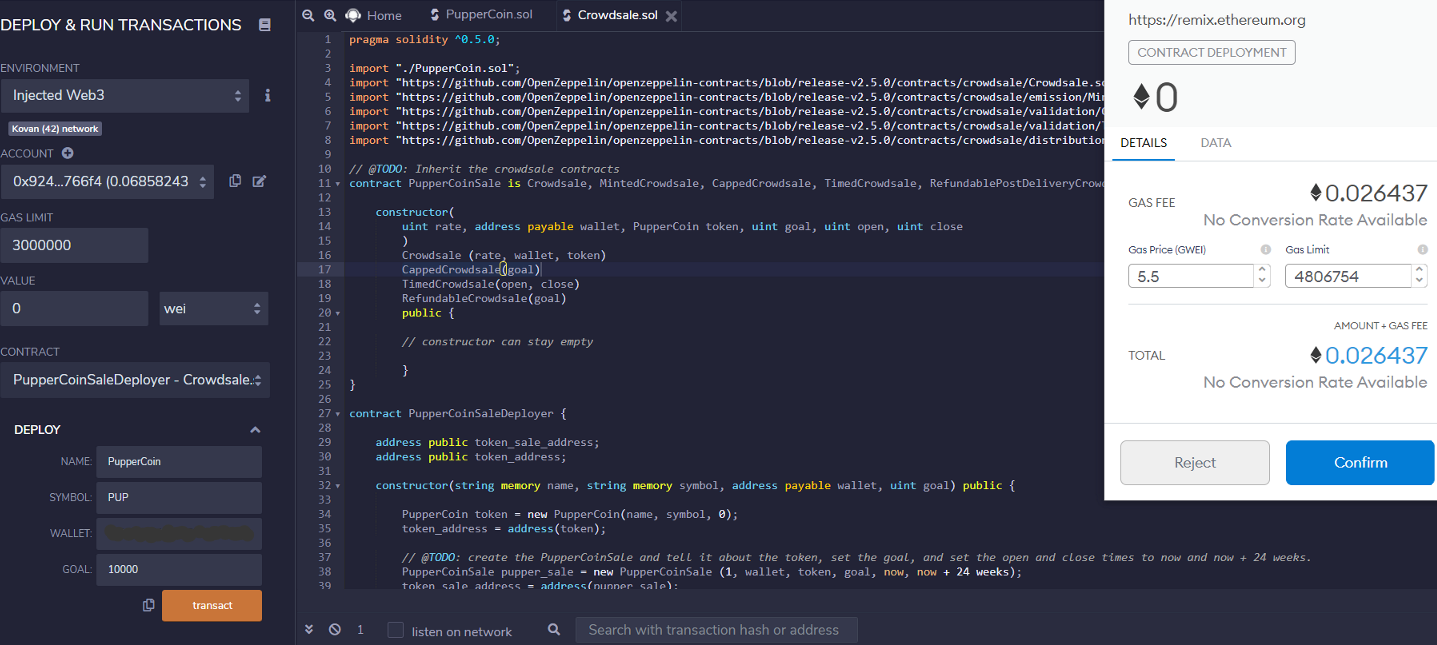 DEPLOY & RUN TRANSACTIONS
ENVIRONMENT
Injected Web3
Kovan (42) network
ACCOUNT
0x924...766f4 (0.06858243
GAS LIMIT
3000000
VALUE
0
wei
CONTRACT
PupperCoinSaleDeployer - Crowdsale.
DEPLOY
NAME: PupperCoin
SYMBOL: PUP
WALLET:
GOAL: 10000
transact
Home
PupperCoin.sol
Crowdsale.sol
1 pragma solidity ^0.5.0;
2
3 import "./PupperCoin.sol";
4 import "https://github.com/OpenZeppelin/openzeppelin-contracts/blob/release-v2.5.0/contracts/crowdsale/Crowdsale.so
5 import "https://github.com/OpenZeppelin/openzeppelin-contracts/blob/release-v2.5.0/contracts/crowdsale/emission/Min
6 import "https://github.com/OpenZeppelin/openzeppelin-contracts/blob/release-v2.5.0/contracts/crowdsale/validation/
7 import "https://github.com/OpenZeppelin/openzeppelin-contracts/blob/release-v2.5.0/contracts/crowdsale/validation/
8 import "https://github.com/OpenZeppelin/openzeppelin-contracts/blob/release-v2.5.0/contracts/crowdsale/distribution
9
10 // @TODO: Inherit the crowdsale contracts
11 contract PupperCoinSale is Crowdsale, MintedCrowdsale, CappedCrowdsale, TimedCrowdsale, RefundablePostDeliveryCrow
12
13 constructor(
14 uint rate, address payable wallet, PupperCoin token, uint goal, uint open, uint close
15 )
16 Crowdsale (rate, wallet, token)
17 CappedCrowdsale(goal)
18 TimedCrowdsale(open, close)
19 RefundableCrowdsale(goal)
20 public {
21
22 // constructor can stay empty
23
24 }
25 }
26
27 contract PupperCoinSaleDeployer {
28
29 address public token_sale_address;
30 address public token_address;
31
32 constructor(string memory name, string memory symbol, address payable wallet, uint goal) public {
33
34 PupperCoin token = new PupperCoin(name, symbol, 0);
35 token_address = address(token);
36
37 // @TODO: create the PupperCoinSale and tell it about the token, set the goal, and set the open and close times to now and now + 24 weeks.
38 PupperCoinSale pupper_sale = new PupperCoinSale (1, wallet, token, goal, now, now + 24 weeks);
39 token_sale_address = address(pupper_sale);
1
listen on network
Search with transaction hash or address
https://remix.ethereum.org
CONTRACT DEPLOYMENT
0
DETAILS
DATA
GAS FEE
0.026437
No Conversion Rate Available
Gas Price (GWEI)
Gas Limit
5.5
4806754
AMOUNT + GAS FEE
TOTAL
0.026437
No Conversion Rate Available
Reject
Confirm